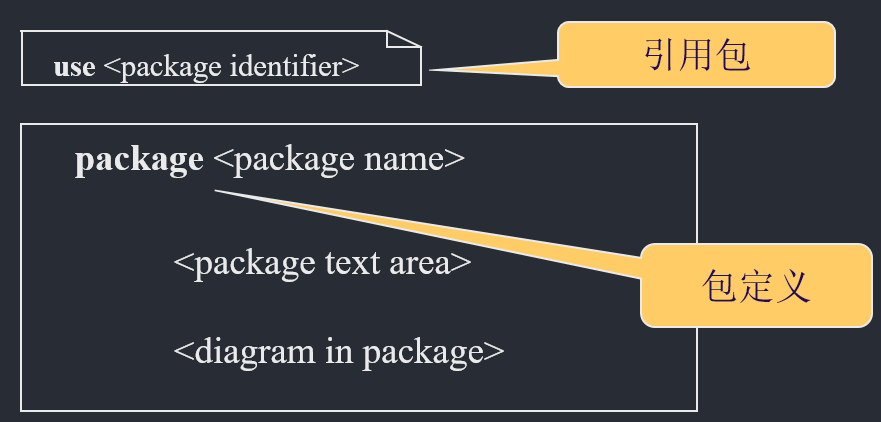 use <package identifier>
引用包
package <package name>
<package text area>
包定义
<diagram in package>